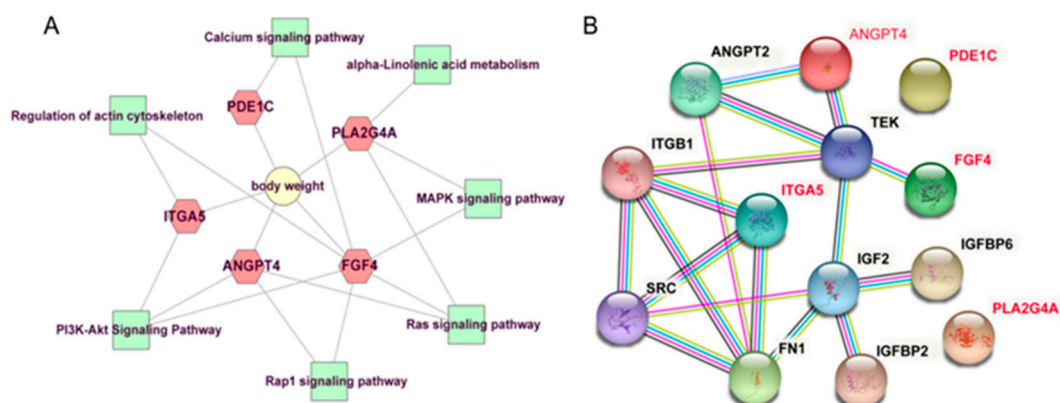 A
Calcium signaling pathway
alpha-Linolenic acid metabolism
PDE1C
Regulation of actin cytoskeleton
PLA2G4A
body weight
MAPK signaling pathway
ITGA5
ANGPT4
FGF4
PI3K-Akt Signaling Pathway
Ras signaling pathway
Rap1 signaling pathway
B
ANGPT4
ANGPT2
PDE1C
TEK
ITGB1
FGF4
ITGA5
IGF2
IGFBP6
SRC
PLA2G4A
FN1
IGFBP2